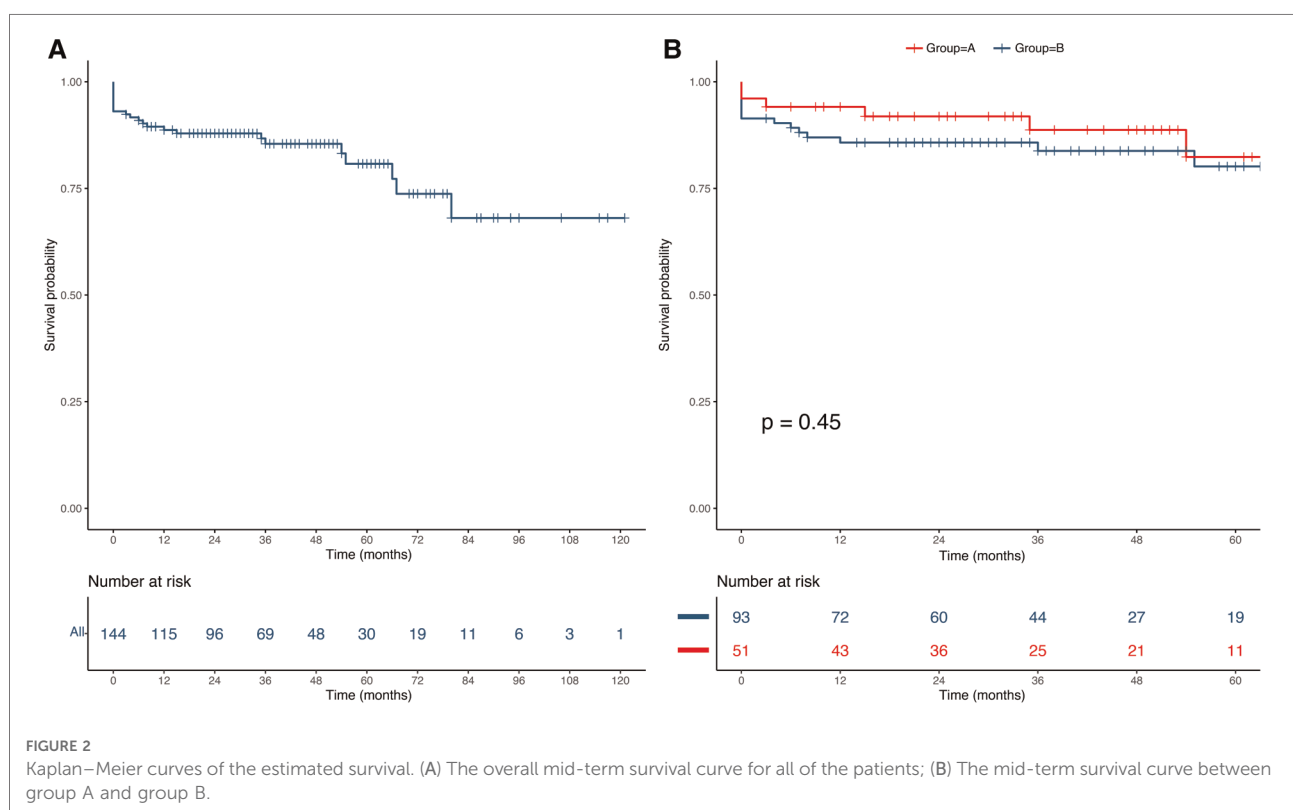 A
1.00
0.75
0.50
0.25
0.00
Survival probability
0 12 24 36 48 60 72 84 96 108 120
Time (months)
Number at risk
All 144 115 96 69 48 30 19 11 6 3 1
0 12 24 36 48 60 72 84 96 108 120
Time (months)
B
Group=A Group=B
1.00
0.75
0.50
0.25
0.00
Survival probability
p = 0.45
0 12 24 36 48 60
Time (months)
Number at risk
93 72 60 44 27 19
51 43 36 25 21 11
0 12 24 36 48 60
Time (months)
FIGURE 2
Kaplan–Meier curves of the estimated survival. (A) The overall mid-term survival curve for all of the patients; (B) The mid-term survival curve between
group A and group B.